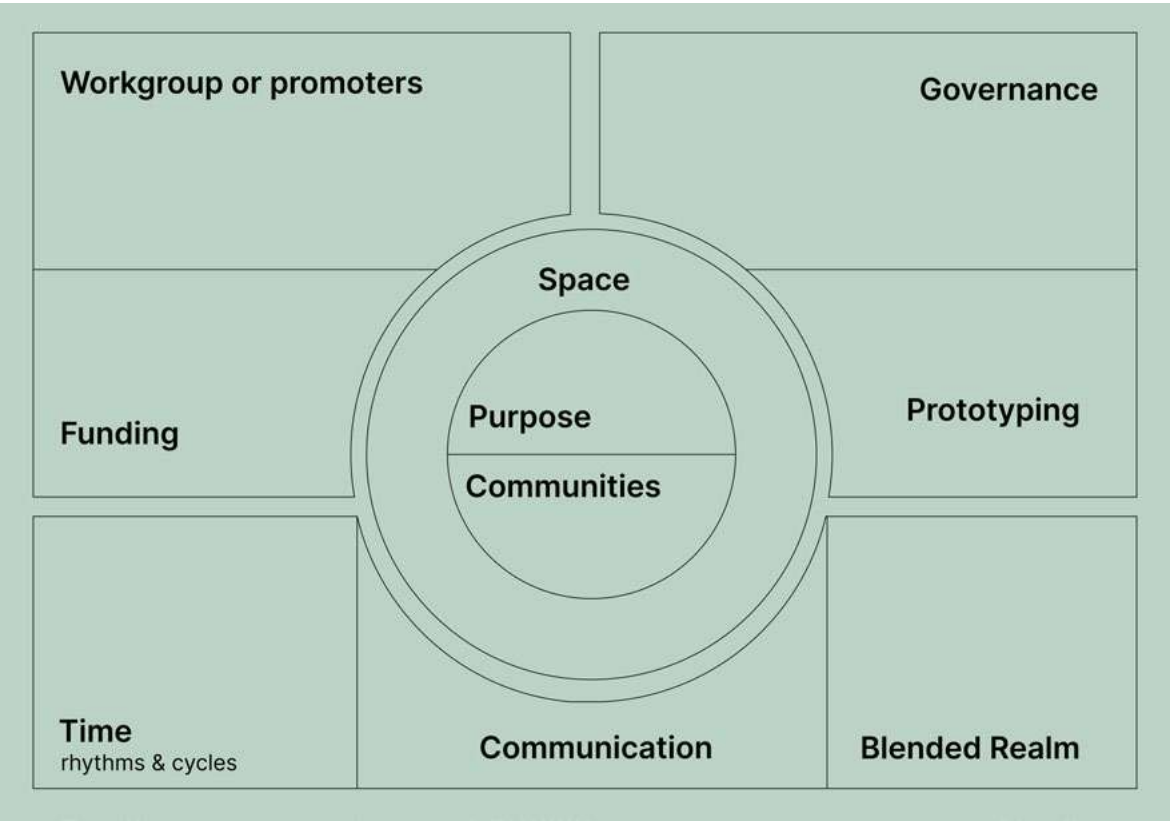 Workgroup or promoters
Governance
Space
Funding
Purpose
Prototyping
Communities
Time
rhythms & cycles
Communication
Blended Realm